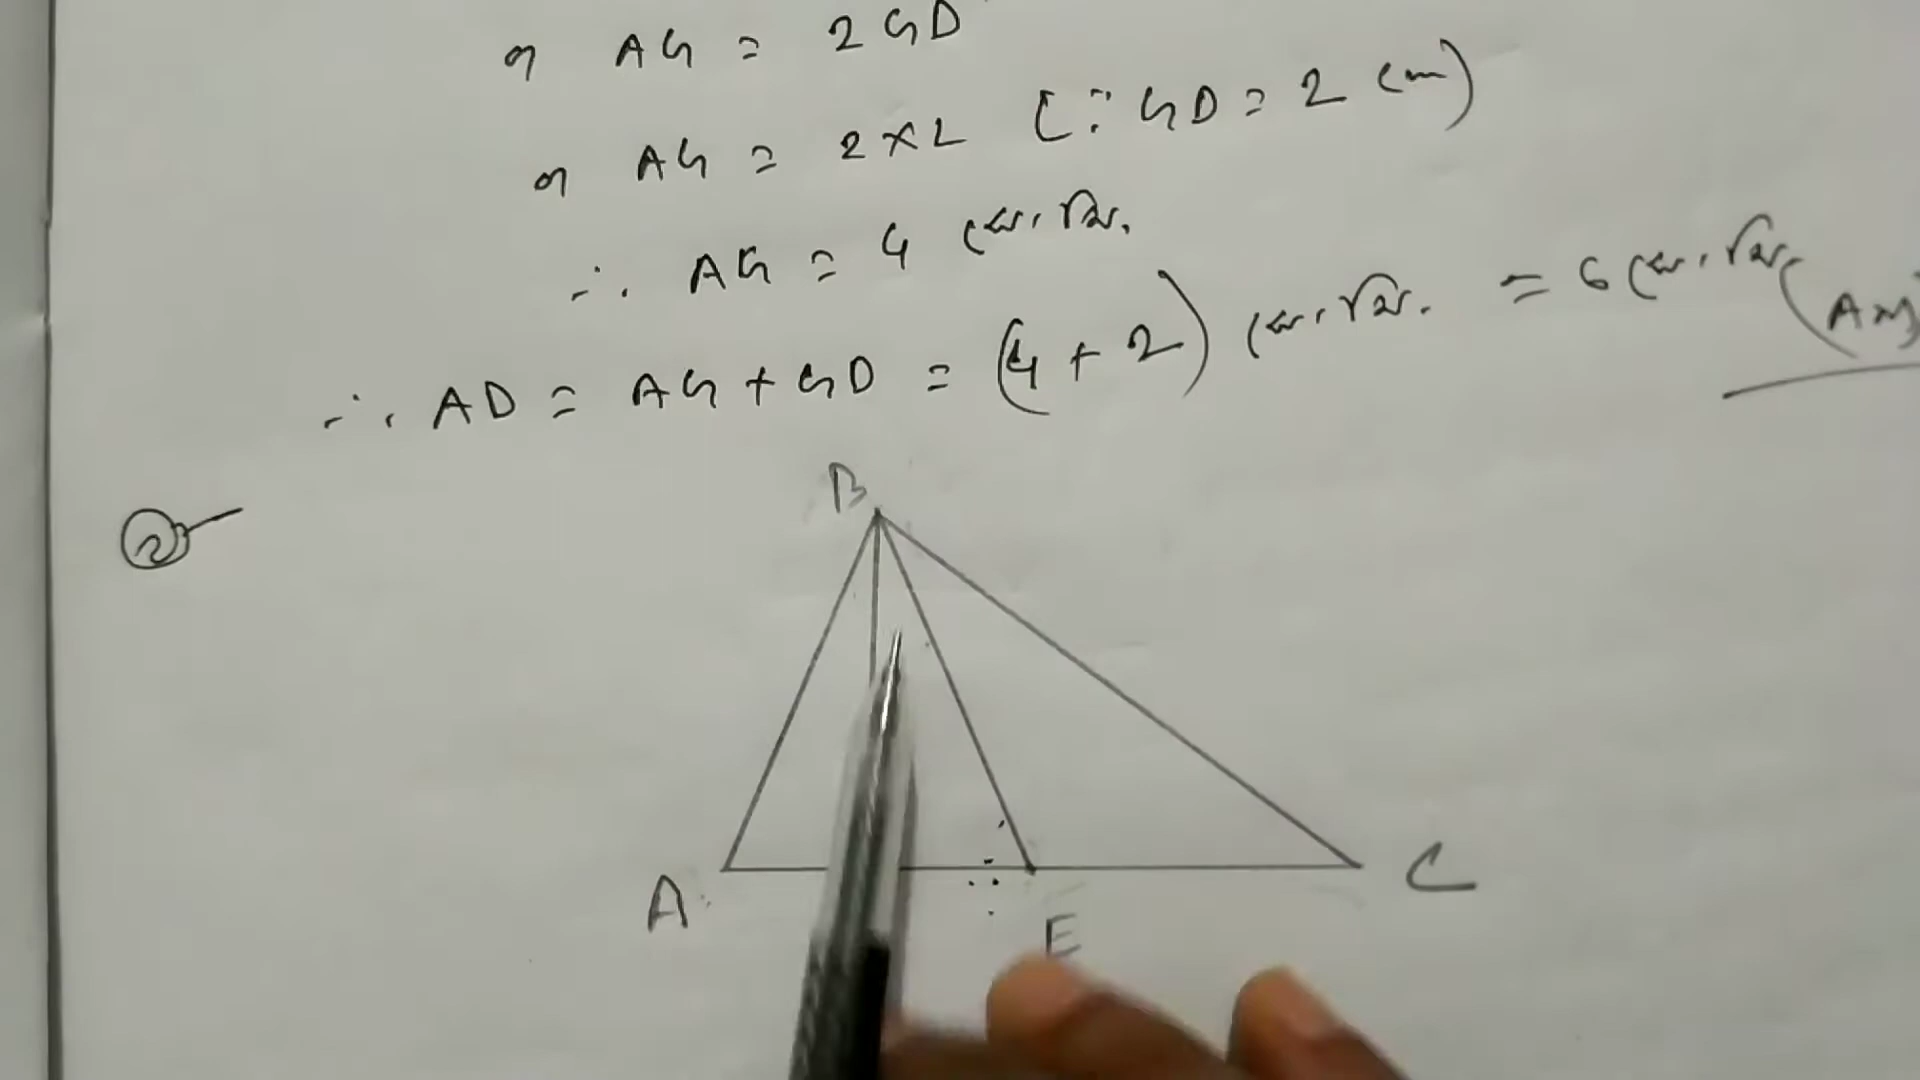 or AG = 2GD
or AG = 2×2 [∵ GD = 2 cm)
∴ AG = 4 সে.মি.
∴ AD = AG + GD = (4 + 2) সে.মি. = 6 সে.মি. (Ans
2
B
A
E
C